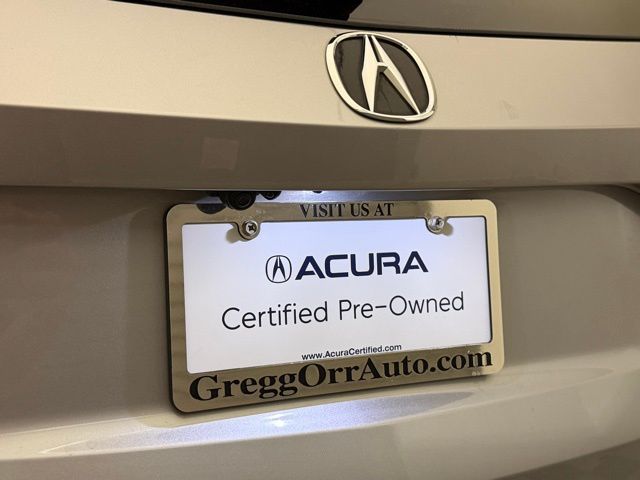 VISIT US AT
ACURA
Certified Pre-Owned
www.AcuraCertified.com
GreggOrrAuto.com